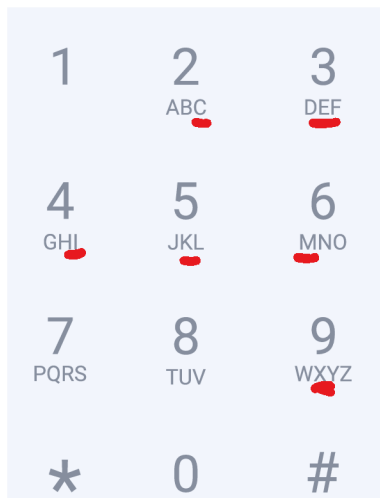 1 2 3
ABC DEF
4 5 6
GHI JKL MNO
7 8 9
PQRS TUV WXYZ
* 0 #